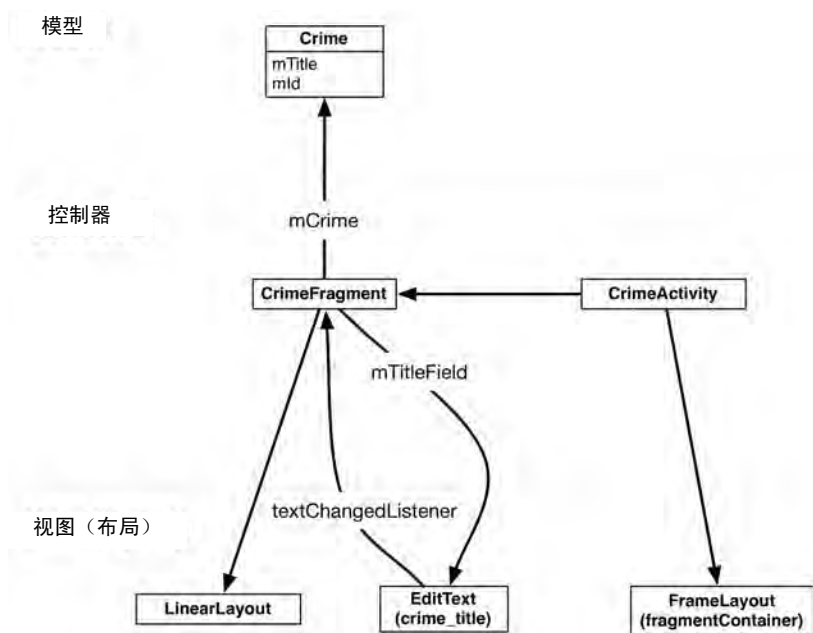 模型
Crime
mTitle
mId
控制器
mCrime
CrimeFragment
CrimeActivity
mTitleField
textChangedListener
视图（布局）
LinearLayout
EditText
(crime_title)
FrameLayout
(fragmentContainer)